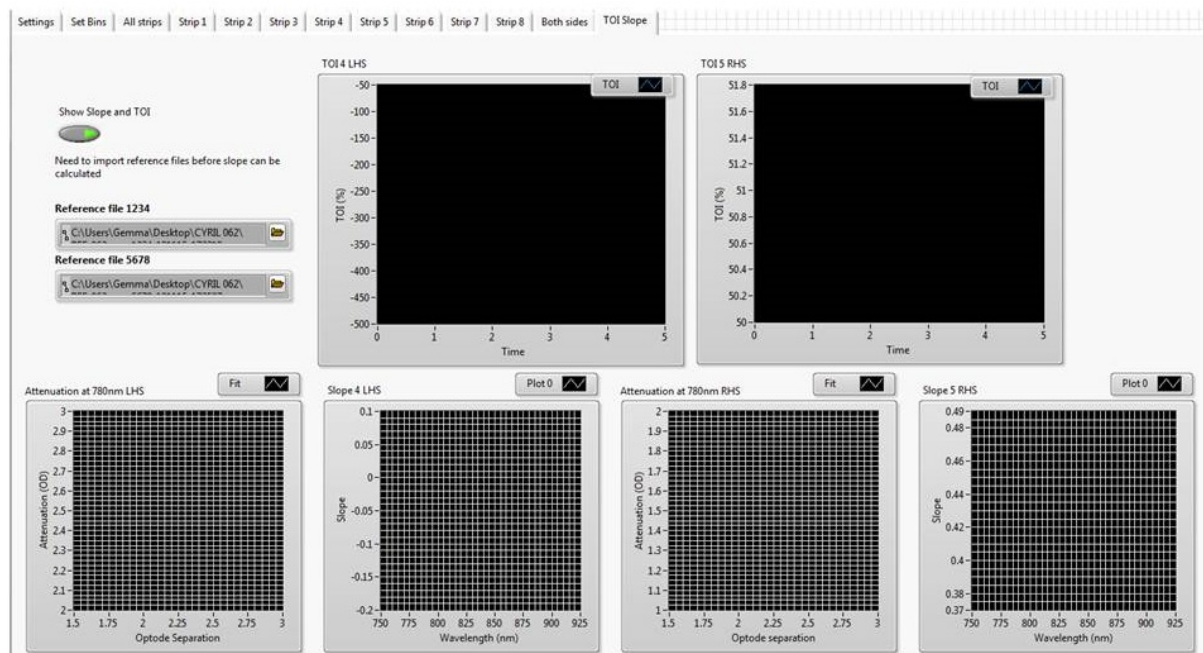 Settings Set Bins All strips Strip 1 Strip 2 Strip 3 Strip 4 Strip 5 Strip 6 Strip 7 Strip 8 Both sides TOI Slope
Show Slope and TOI
Need to import reference files before slope can be
calculated
Reference file 1234
C:\Users\Gemma\Desktop\CYRIL 062\
Reference file 5678
C:\Users\Gemma\Desktop\CYRIL 062\
TOI 4 LHS
TOI
TOI (%)
-50
-100
-150
-200
-250
-300
-350
-400
-450
-500
0 1 2 3 4 5
Time
TOI 5 RHS
TOI
TOI (%)
51.8
51.6
51.4
51.2
51
50.8
50.6
50.4
50.2
50
0 1 2 3 4 5
Time
Attenuation at 780nm LHS
Fit
Attenuation (OD)
3
2.9
2.8
2.7
2.6
2.5
2.4
2.3
2.2
2.1
2
1.5 1.75 2 2.25 2.5 2.75 3
Optode Separation
Slope 4 LHS
Plot 0
Slope
0.1
0.05
0
-0.05
-0.1
-0.15
-0.2
750 775 800 825 850 875 900 925
Wavelength (nm)
Attenuation at 780nm RHS
Fit
Attenuation (OD)
2
1.9
1.8
1.7
1.6
1.5
1.4
1.3
1.2
1.1
1
1.5 1.75 2 2.25 2.5 2.75 3
Optode separation
Slope 5 RHS
Plot 0
Slope
0.49
0.48
0.46
0.44
0.42
0.4
0.38
0.37
750 775 800 825 850 875 900 925
Wavelength (nm)